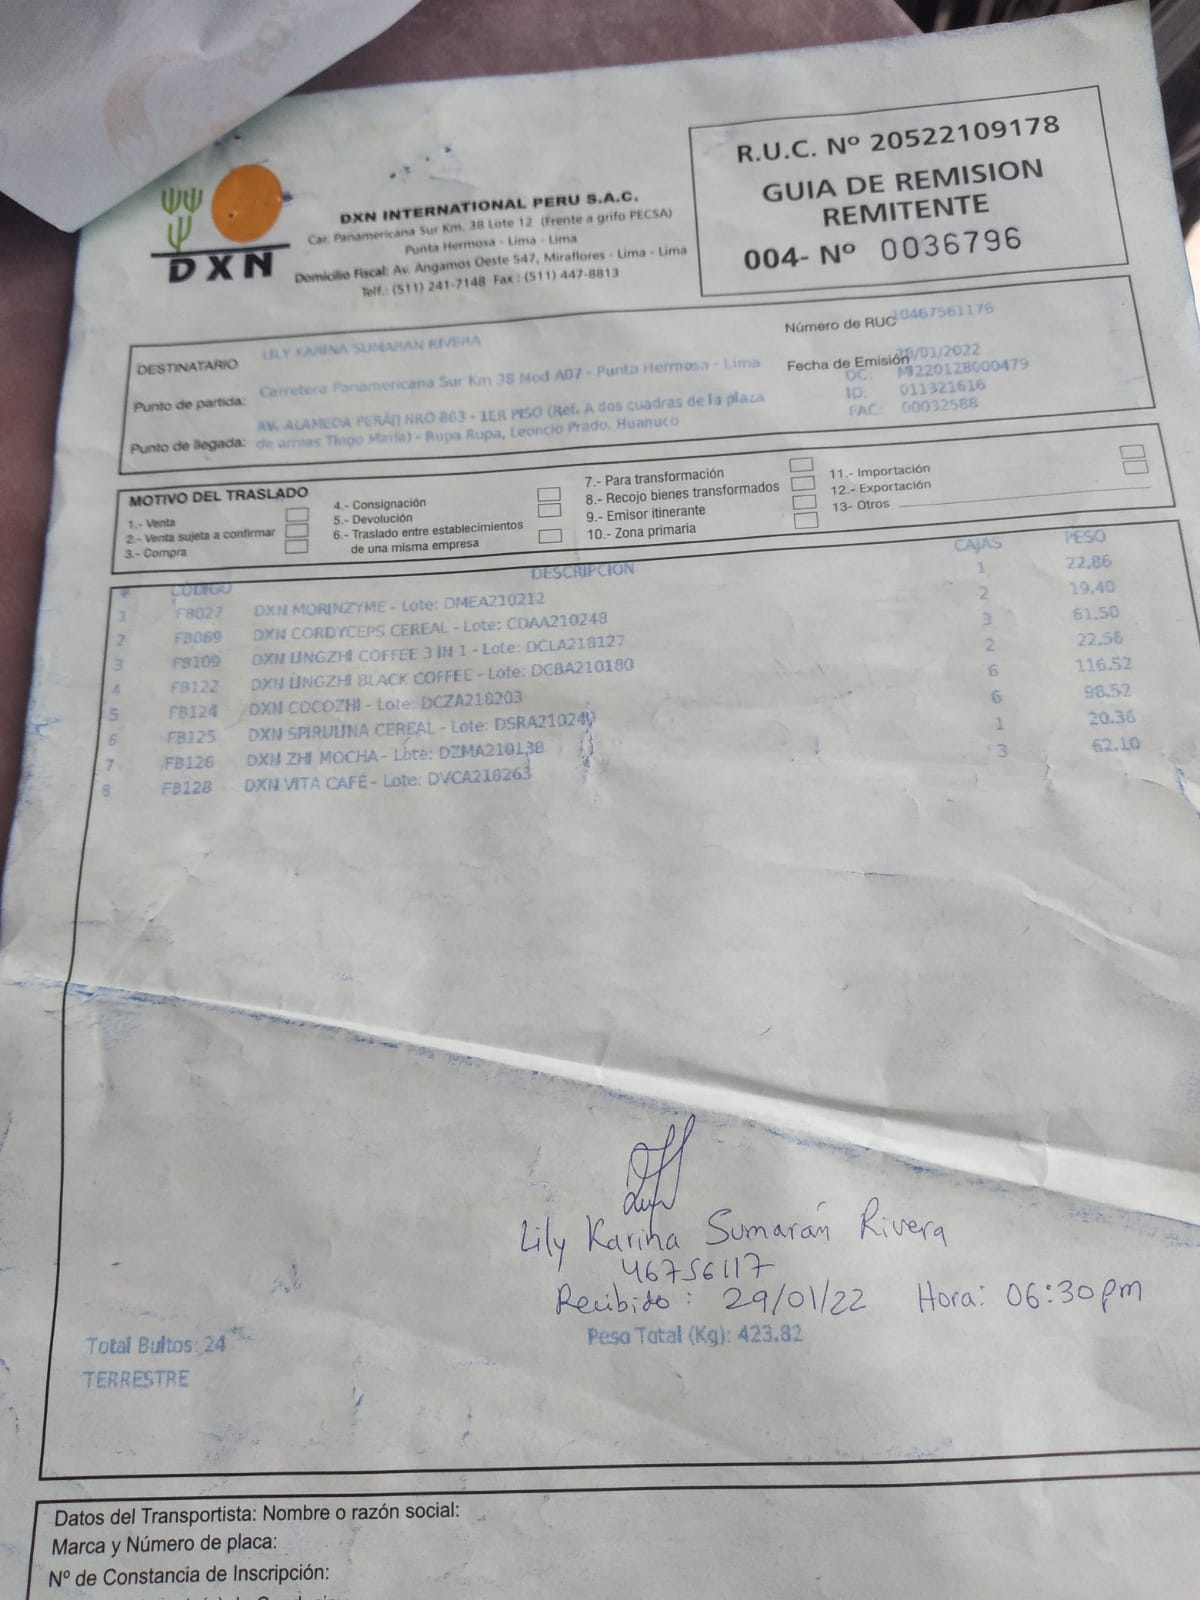 DXN
DXN INTERNATIONAL PERU S.A.C.
Car. Panamericana Sur Km. 38 Lote 12 (Frente a grifo PECSA)
Punta Hermosa - Lima - Lima
Domicilio Fiscal: Av. Angamos Oeste 547, Miraflores - Lima - Lima
Telf.: (511) 241-7148 Fax : (511) 447-8813
R.U.C. Nº 20522109178
GUIA DE REMISION
REMITENTE
004- Nº 0036796
DESTINATARIO LILY KARINA SUMARAN RIVERA
Número de RUC 10467561176
Punto de partida: Carretera Panamericana Sur Km 38 Mod A07 - Punta Hermosa - Lima
Fecha de Emisión 28/01/2022
OC: MI220128000479
ID: 011321616
FAC: 00032588
Punto de llegada: AV. ALAMEDA PERÁN NRO 863 - 1ER PISO (Ref. A dos cuadras de la plaza
de armas Tingo María) - Rupa Rupa, Leoncio Prado, Huanuco
MOTIVO DEL TRASLADO
1.- Venta
2.- Venta sujeta a confirmar
3.- Compra
4.- Consignación
5.- Devolución
6.- Traslado entre establecimientos
de una misma empresa
7.- Para transformación
8.- Recojo bienes transformados
9.- Emisor itinerante
10.- Zona primaria
11.- Importación
12.- Exportación
13- Otros
# CÓDIGO DESCRIPCION CAJAS PESO
1 FB027 DXN MORINZYME - Lote: DMEA210212 1 22.86
2 FB069 DXN CORDYCEPS CEREAL - Lote: CDAA210248 2 19.40
3 FB109 DXN LINGZHI COFFEE 3 IN 1 - Lote: DCLA218127 3 61.50
4 FB122 DXN LINGZHI BLACK COFFEE - Lote: DCBA210180 2 22.56
5 FB124 DXN COCOZHI - Lote: DCZA218203 6 116.52
6 FB125 DXN SPIRULINA CEREAL - Lote: DSRA210249 6 98.52
7 FB126 DXN ZHI MOCHA- Lote: DZMA210138 1 20.36
8 FB128 DXN VITA CAFÉ - Lote: DVCA218263 3 62.10
Lily Karina Sumarán Rivera
46756117
Recibido: 29/01/22 Hora: 06:30pm
Total Bultos: 24
Peso Total (Kg): 423.82
TERRESTRE
Datos del Transportista: Nombre o razón social:
Marca y Número de placa:
Nº de Constancia de Inscripción: